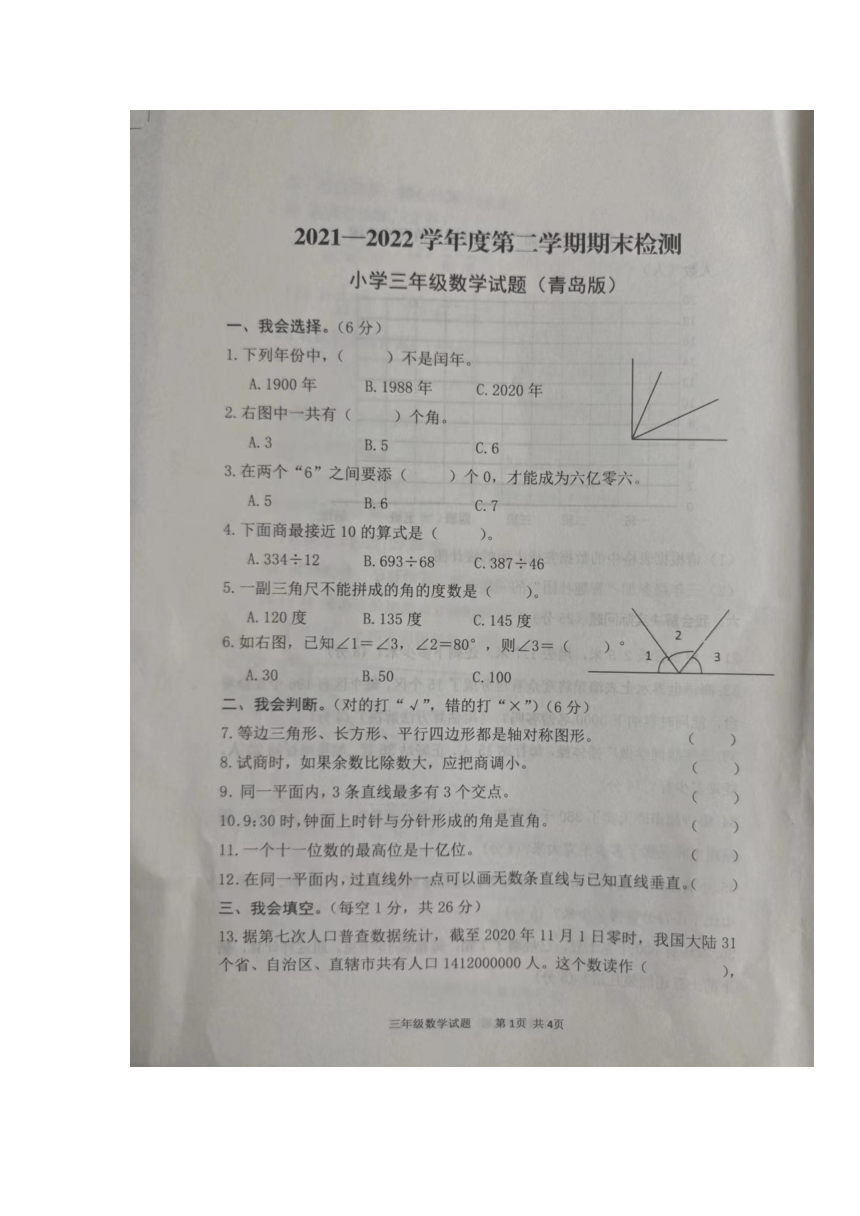 2021—2022学年度第二学期期末检测
小学三年级数学试题（青岛版）
一、我会选择。（6分）
1.下列年份中，（　　）不是闰年。
A.1900年　B.1988年　C.2020年
2.右图中一共有（　　）个角。
A.3　B.5　C.6
3.在两个“6”之间要添（　　）个0，才能成为六亿零六。
A.5　B.6　C.7
4.下面商最接近10的算式是（　　）。
A.334÷12　B.693÷68　C.387÷46
5.一副三角尺不能拼成的角的度数是（　　）。
A.120度　B.135度　C.145度
6.如右图，已知∠1=∠3，∠2=80°，则∠3=（　　）°
1 2 3
A.30　B.50　C.100
二、我会判断。（对的打“√”，错的打“×”）（6分）
7.等边三角形、长方形、平行四边形都是轴对称图形。（　　）
8.试商时，如果余数比除数大，应把商调小。（　　）
9.同一平面内，3条直线最多有3个交点。（　　）
10.9:30时,钟面上时针与分针形成的角是直角。（　　）
11.一个十一位数的最高位是十亿位。（　　）
12.在同一平面内,过直线外一点可以画无数条直线与已知直线垂直。（　　）
三、我会填空。（每空1分，共26分）
13.据第七次人口普查数据统计，截至2020年11月1日零时，我国大陆31
个省、自治区、直辖市共有人口1412000000人。这个数读作（　　），
三年级数学试题　第1页 共4页